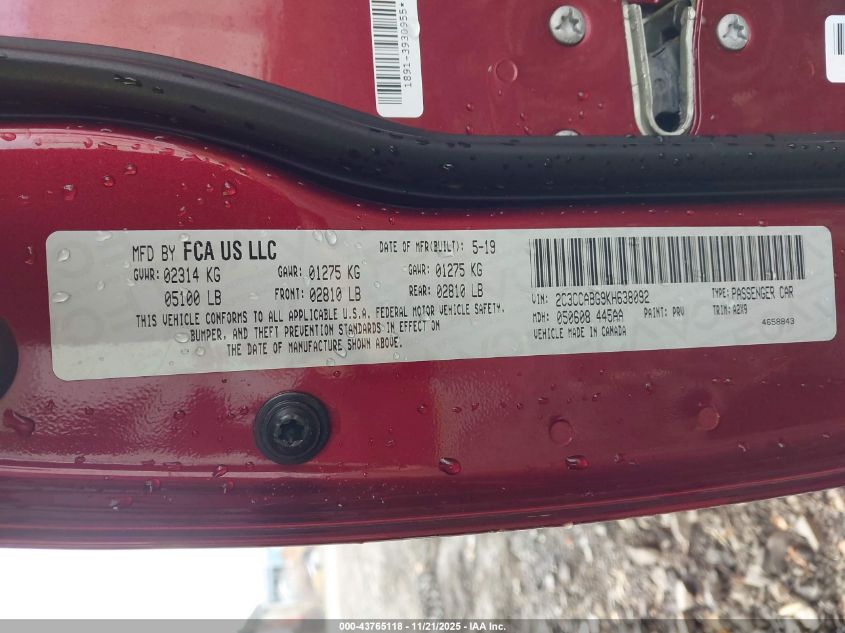 1891-3930955*
MFD BY FCA US LLC DATE OF MFR(BUILT): 5-19
GVWR: 02314 KG GAWR: 01275 KG GAWR: 01275 KG
05100 LB FRONT: 02810 LB REAR: 02810 LB
THIS VEHICLE CONFORMS TO ALL APPLICABLE U.S.A. FEDERAL MOTOR VEHICLE SAFETY,
BUMPER, AND THEFT PREVENTION STANDARDS IN EFFECT ON
THE DATE OF MANUFACTURE SHOWN ABOVE.
VIN: 2C3CCABG9KH638092 TYPE: PASSENGER CAR
MDH: 050608 445AA PAINT: PRV TRIM: A2X9
VEHICLE MADE IN CANADA 4658843
000-43765118 - 11/21/2025 - IAA Inc.